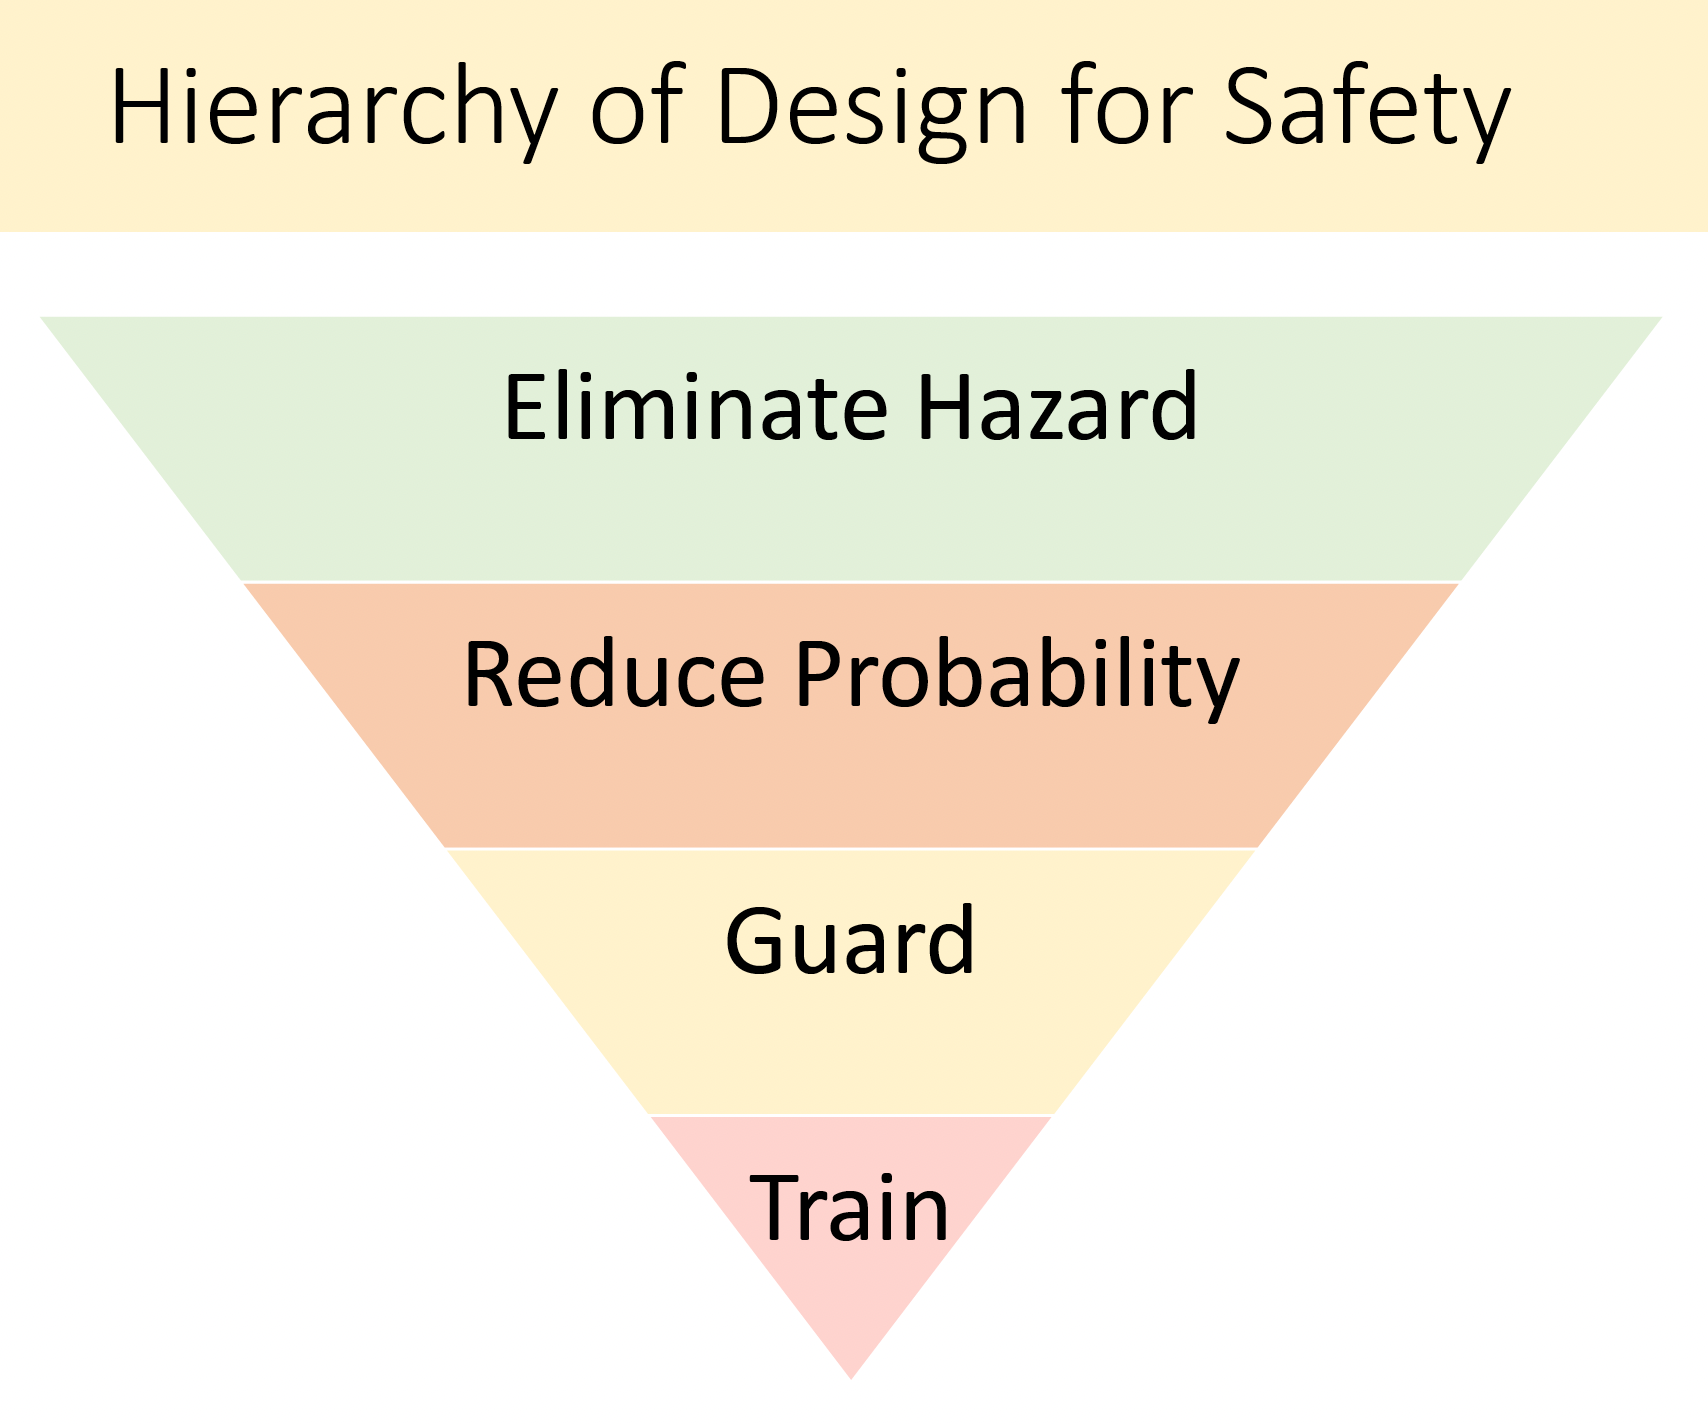 Hierarchy of Design for Safety
Eliminate Hazard
Reduce Probability
Guard
Train